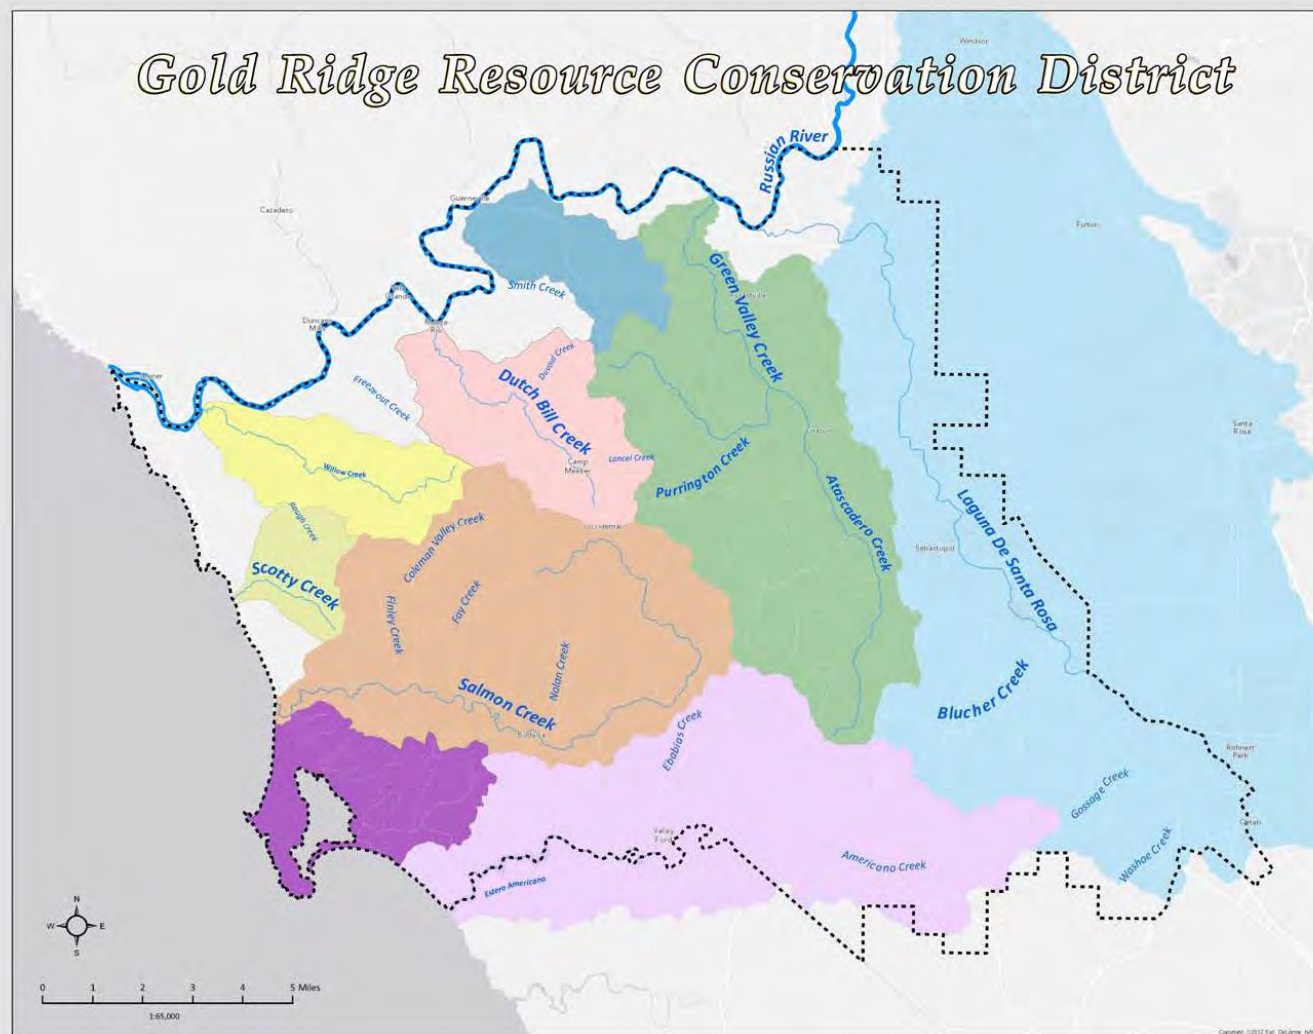 Windsor
Gold Ridge Resource Conservation District
Russian River
Guerneville
Cazadero
Fulton
Green Valley Creek
Smith Creek
Duvoul Creek
Dutch Bill Creek
Freezeout Creek
Santa
Rosa
Camp
Meeker
Lancel Creek
Purrington Creek
Willow Creek
Atascadero Creek
Laguna De Santa Rosa
Rough Creek
Coleman Valley Creek
Occidental
Sebastopol
Scotty Creek
Finley Creek
Fay Creek
Nolan Creek
Salmon Creek
Blucher Creek
Ebabias Creek
Rohnert
Park
Gossage Creek
Cotati
Valley
Ford
Americano Creek
Washoe Creek
Estero Americano
N
W E
S
0 1 2 3 4 5 Miles
1:65,000